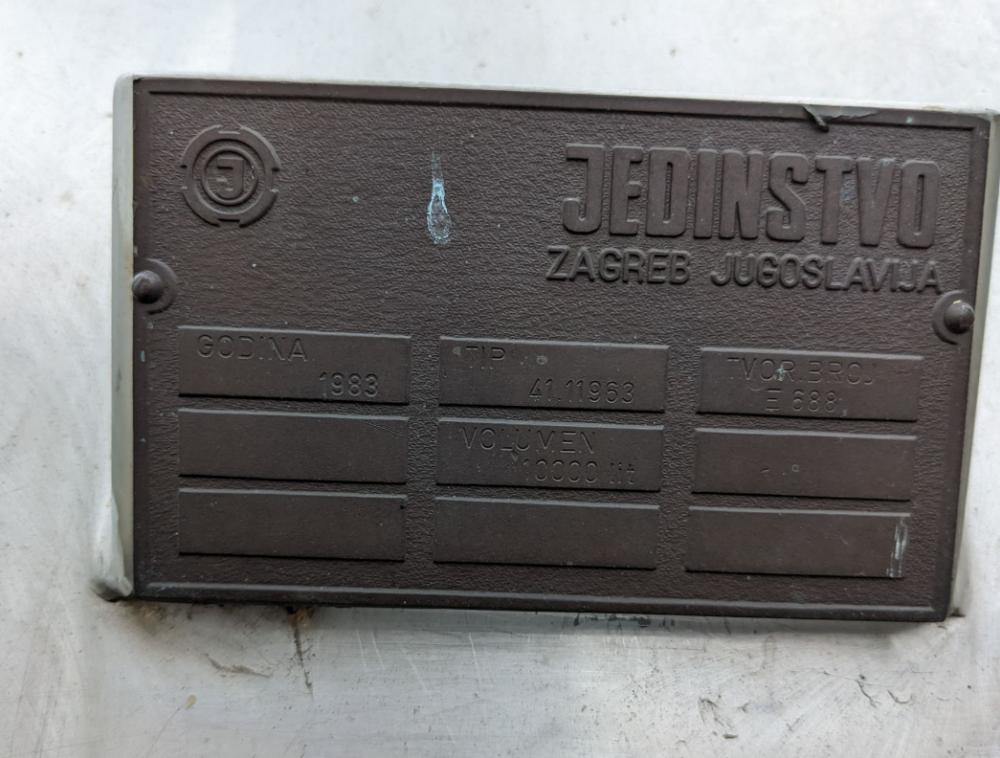 JEDINSTVO
ZAGREB JUGOSLAVIJA
GODINA
1983
TIP
41.11963
TVOR. BROJ
E 688
VOLUMEN
10000 lit